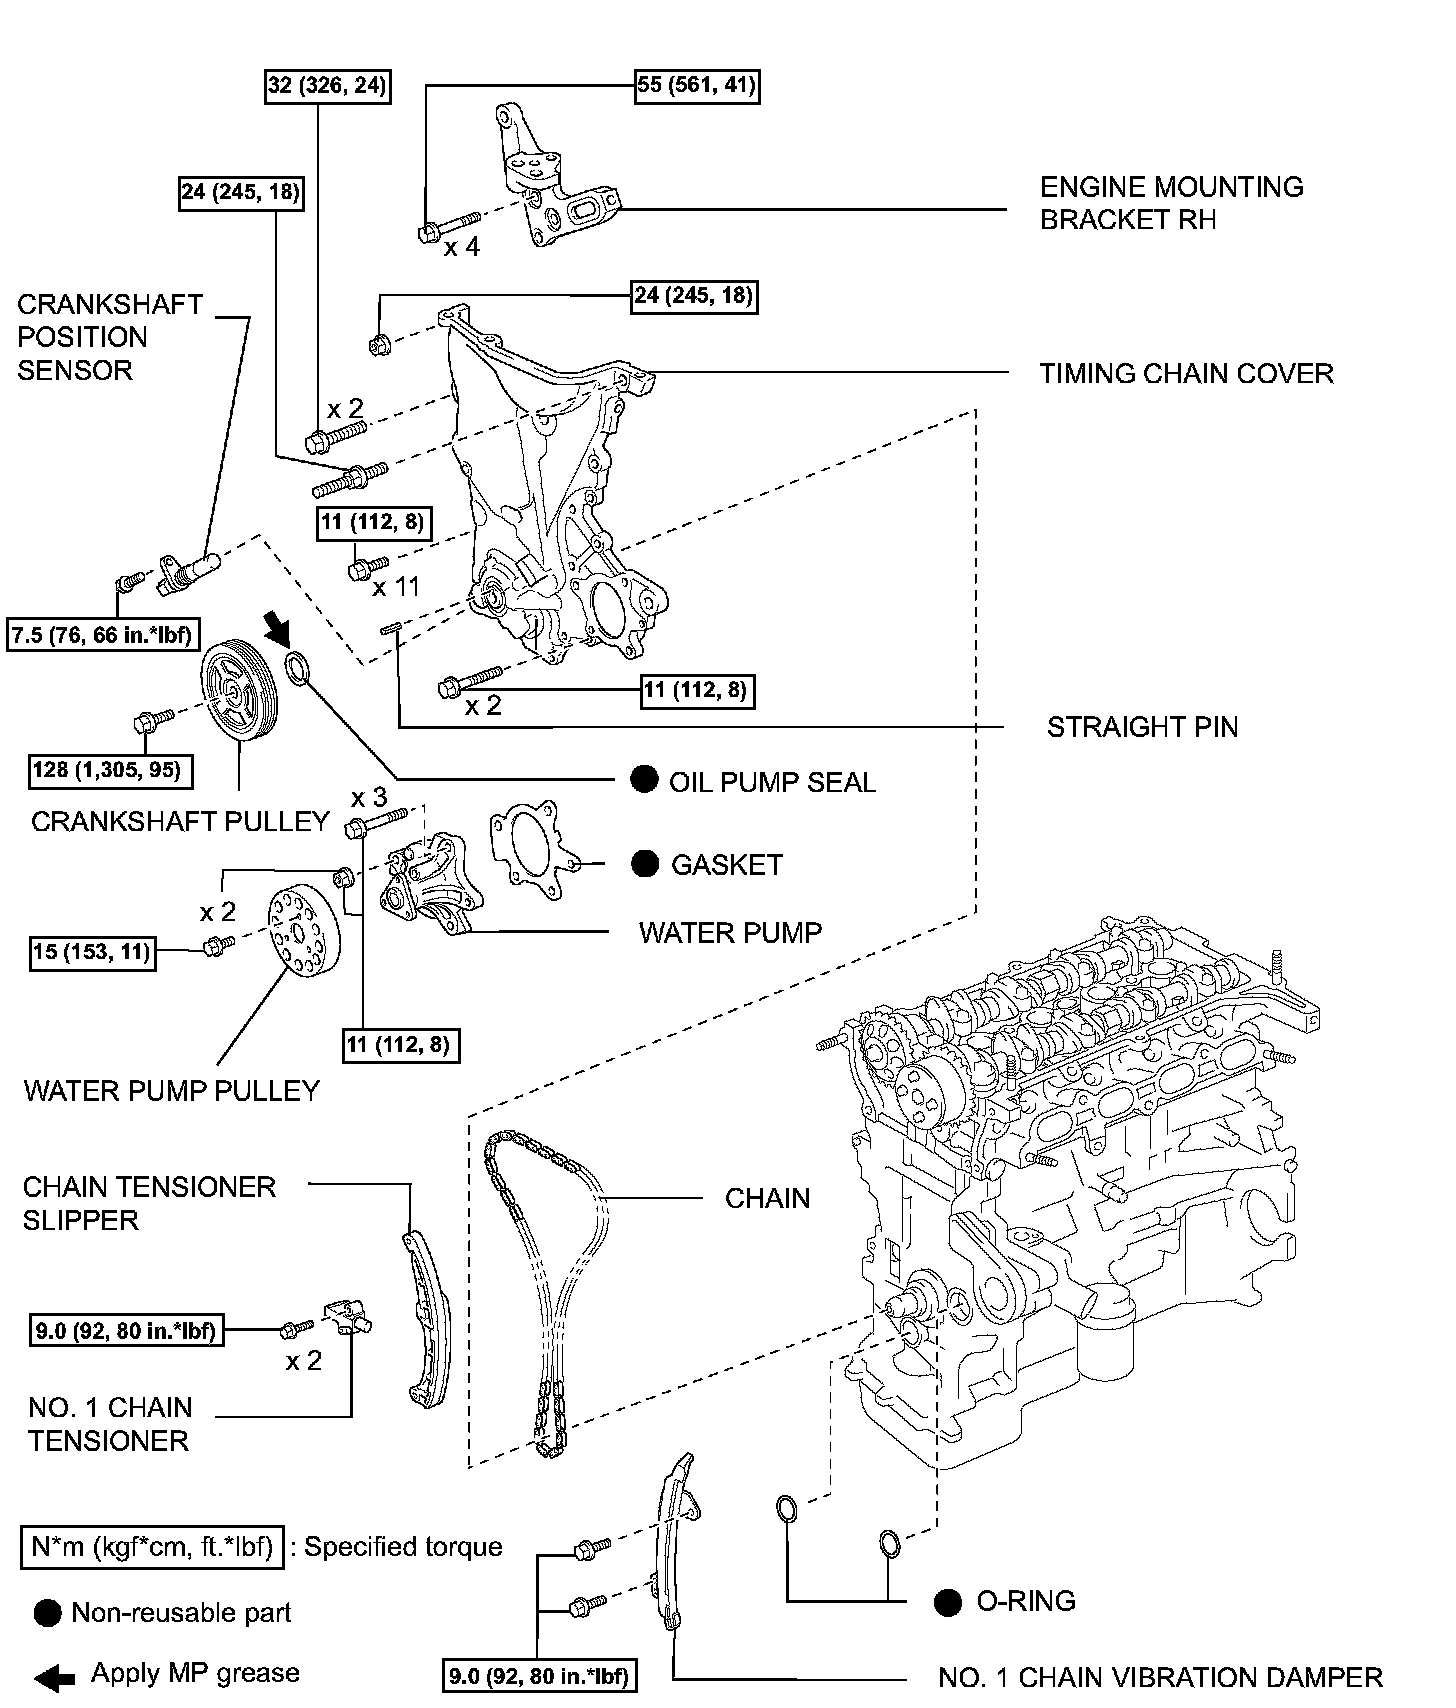 32 (326, 24)
55 (561, 41)
24 (245, 18)
ENGINE MOUNTING
BRACKET RH
x 4
24 (245, 18)
CRANKSHAFT
POSITION
SENSOR
TIMING CHAIN COVER
x 2
11 (112, 8)
x 11
7.5 (76, 66 in.*lbf)
11 (112, 8)
x 2
STRAIGHT PIN
128 (1,305, 95)
OIL PUMP SEAL
CRANKSHAFT PULLEY
x 3
GASKET
x 2
WATER PUMP
15 (153, 11)
11 (112, 8)
WATER PUMP PULLEY
CHAIN TENSIONER
SLIPPER
CHAIN
9.0 (92, 80 in.*lbf)
x 2
NO. 1 CHAIN
TENSIONER
N*m (kgf*cm, ft.*lbf) : Specified torque
Non-reusable part
O-RING
Apply MP grease
9.0 (92, 80 in.*lbf)
NO. 1 CHAIN VIBRATION DAMPER